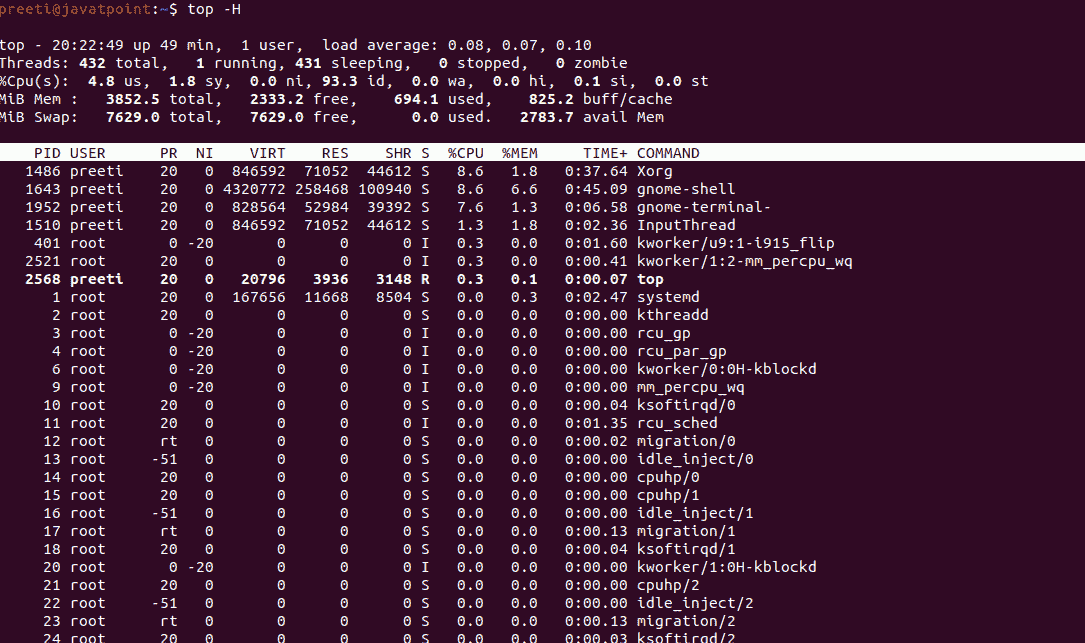 preeti@javatpoint:~$ top -H
top - 20:22:49 up 49 min,  1 user,  load average: 0.08, 0.07, 0.10
Threads: 432 total,   1 running, 431 sleeping,   0 stopped,   0 zombie
%Cpu(s):  4.8 us,  1.8 sy,  0.0 ni, 93.3 id,  0.0 wa,  0.0 hi,  0.1 si,  0.0 st
MiB Mem :   3852.5 total,   2333.2 free,    694.1 used,    825.2 buff/cache
MiB Swap:   7629.0 total,   7629.0 free,      0.0 used.   2783.7 avail Mem
PID USER      PR  NI    VIRT    RES    SHR S  %CPU  %MEM     TIME+ COMMAND
1486 preeti    20   0  846592  71052  44612 S   8.6   1.8   0:37.64 Xorg
1643 preeti    20   0 4320772 258468 100940 S   8.6   6.6   0:45.09 gnome-shell
1952 preeti    20   0  828564  52984  39392 S   7.6   1.3   0:06.58 gnome-terminal-
1510 preeti    20   0  846592  71052  44612 S   1.3   1.8   0:02.36 InputThread
401 root       0 -20       0      0      0 I   0.3   0.0   0:01.60 kworker/u9:1-i915_flip
2521 root      20   0       0      0      0 I   0.3   0.0   0:00.41 kworker/1:2-mm_percpu_wq
2568 preeti    20   0   20796   3936   3148 R   0.3   0.1   0:00.07 top
1 root      20   0  167656  11668   8504 S   0.0   0.3   0:02.47 systemd
2 root      20   0       0      0      0 S   0.0   0.0   0:00.00 kthreadd
3 root       0 -20       0      0      0 I   0.0   0.0   0:00.00 rcu_gp
4 root       0 -20       0      0      0 I   0.0   0.0   0:00.00 rcu_par_gp
6 root       0 -20       0      0      0 I   0.0   0.0   0:00.00 kworker/0:0H-kblockd
9 root       0 -20       0      0      0 I   0.0   0.0   0:00.00 mm_percpu_wq
10 root      20   0       0      0      0 S   0.0   0.0   0:00.04 ksoftirqd/0
11 root      20   0       0      0      0 I   0.0   0.0   0:01.35 rcu_sched
12 root      rt   0       0      0      0 S   0.0   0.0   0:00.02 migration/0
13 root     -51   0       0      0      0 S   0.0   0.0   0:00.00 idle_inject/0
14 root      20   0       0      0      0 S   0.0   0.0   0:00.00 cpuhp/0
15 root      20   0       0      0      0 S   0.0   0.0   0:00.00 cpuhp/1
16 root     -51   0       0      0      0 S   0.0   0.0   0:00.00 idle_inject/1
17 root      rt   0       0      0      0 S   0.0   0.0   0:00.13 migration/1
18 root      20   0       0      0      0 S   0.0   0.0   0:00.04 ksoftirqd/1
20 root       0 -20       0      0      0 I   0.0   0.0   0:00.00 kworker/1:0H-kblockd
21 root      20   0       0      0      0 S   0.0   0.0   0:00.00 cpuhp/2
22 root     -51   0       0      0      0 S   0.0   0.0   0:00.00 idle_inject/2
23 root      rt   0       0      0      0 S   0.0   0.0   0:00.13 migration/2
24 root      20   0       0      0      0 S   0.0   0.0   0:00.03 ksoftirqd/2